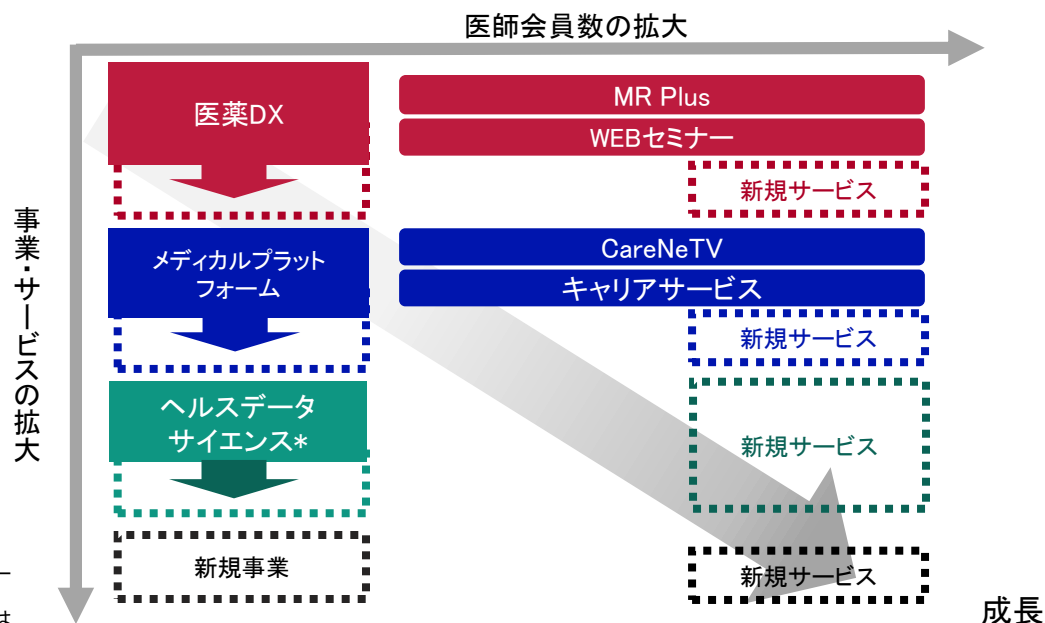 医師会員数の拡大
事業・サービスの拡大
医薬DX
MR Plus
WEBセミナー
新規サービス
メディカルプラット
フォーム
CareNeTV
キャリアサービス
新規サービス
ヘルスデータ
サイエンス*
新規サービス
新規事業
新規サービス
ー
は
成長